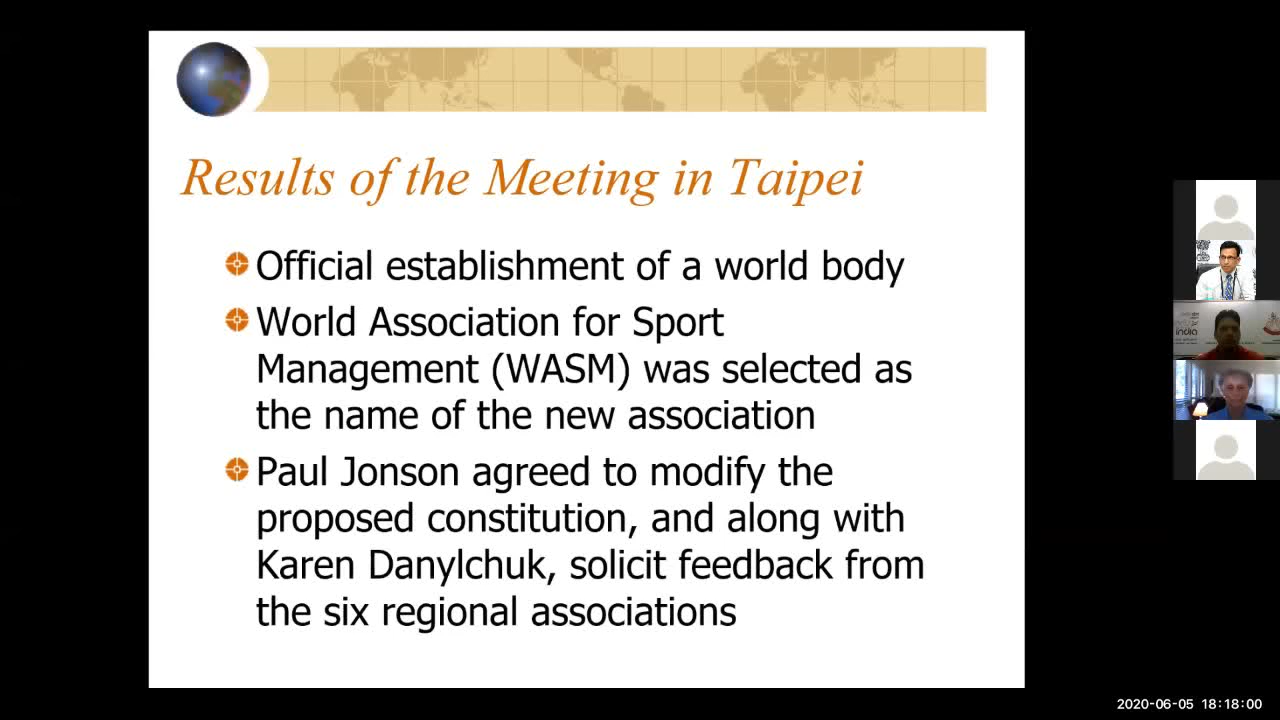 Results of the Meeting in Taipei
Official establishment of a world body
World Association for Sport
Management (WASM) was selected as
the name of the new association
Paul Jonson agreed to modify the
proposed constitution, and along with
Karen Danylchuk, solicit feedback from
the six regional associations
india
2020-06-05 18:18:00